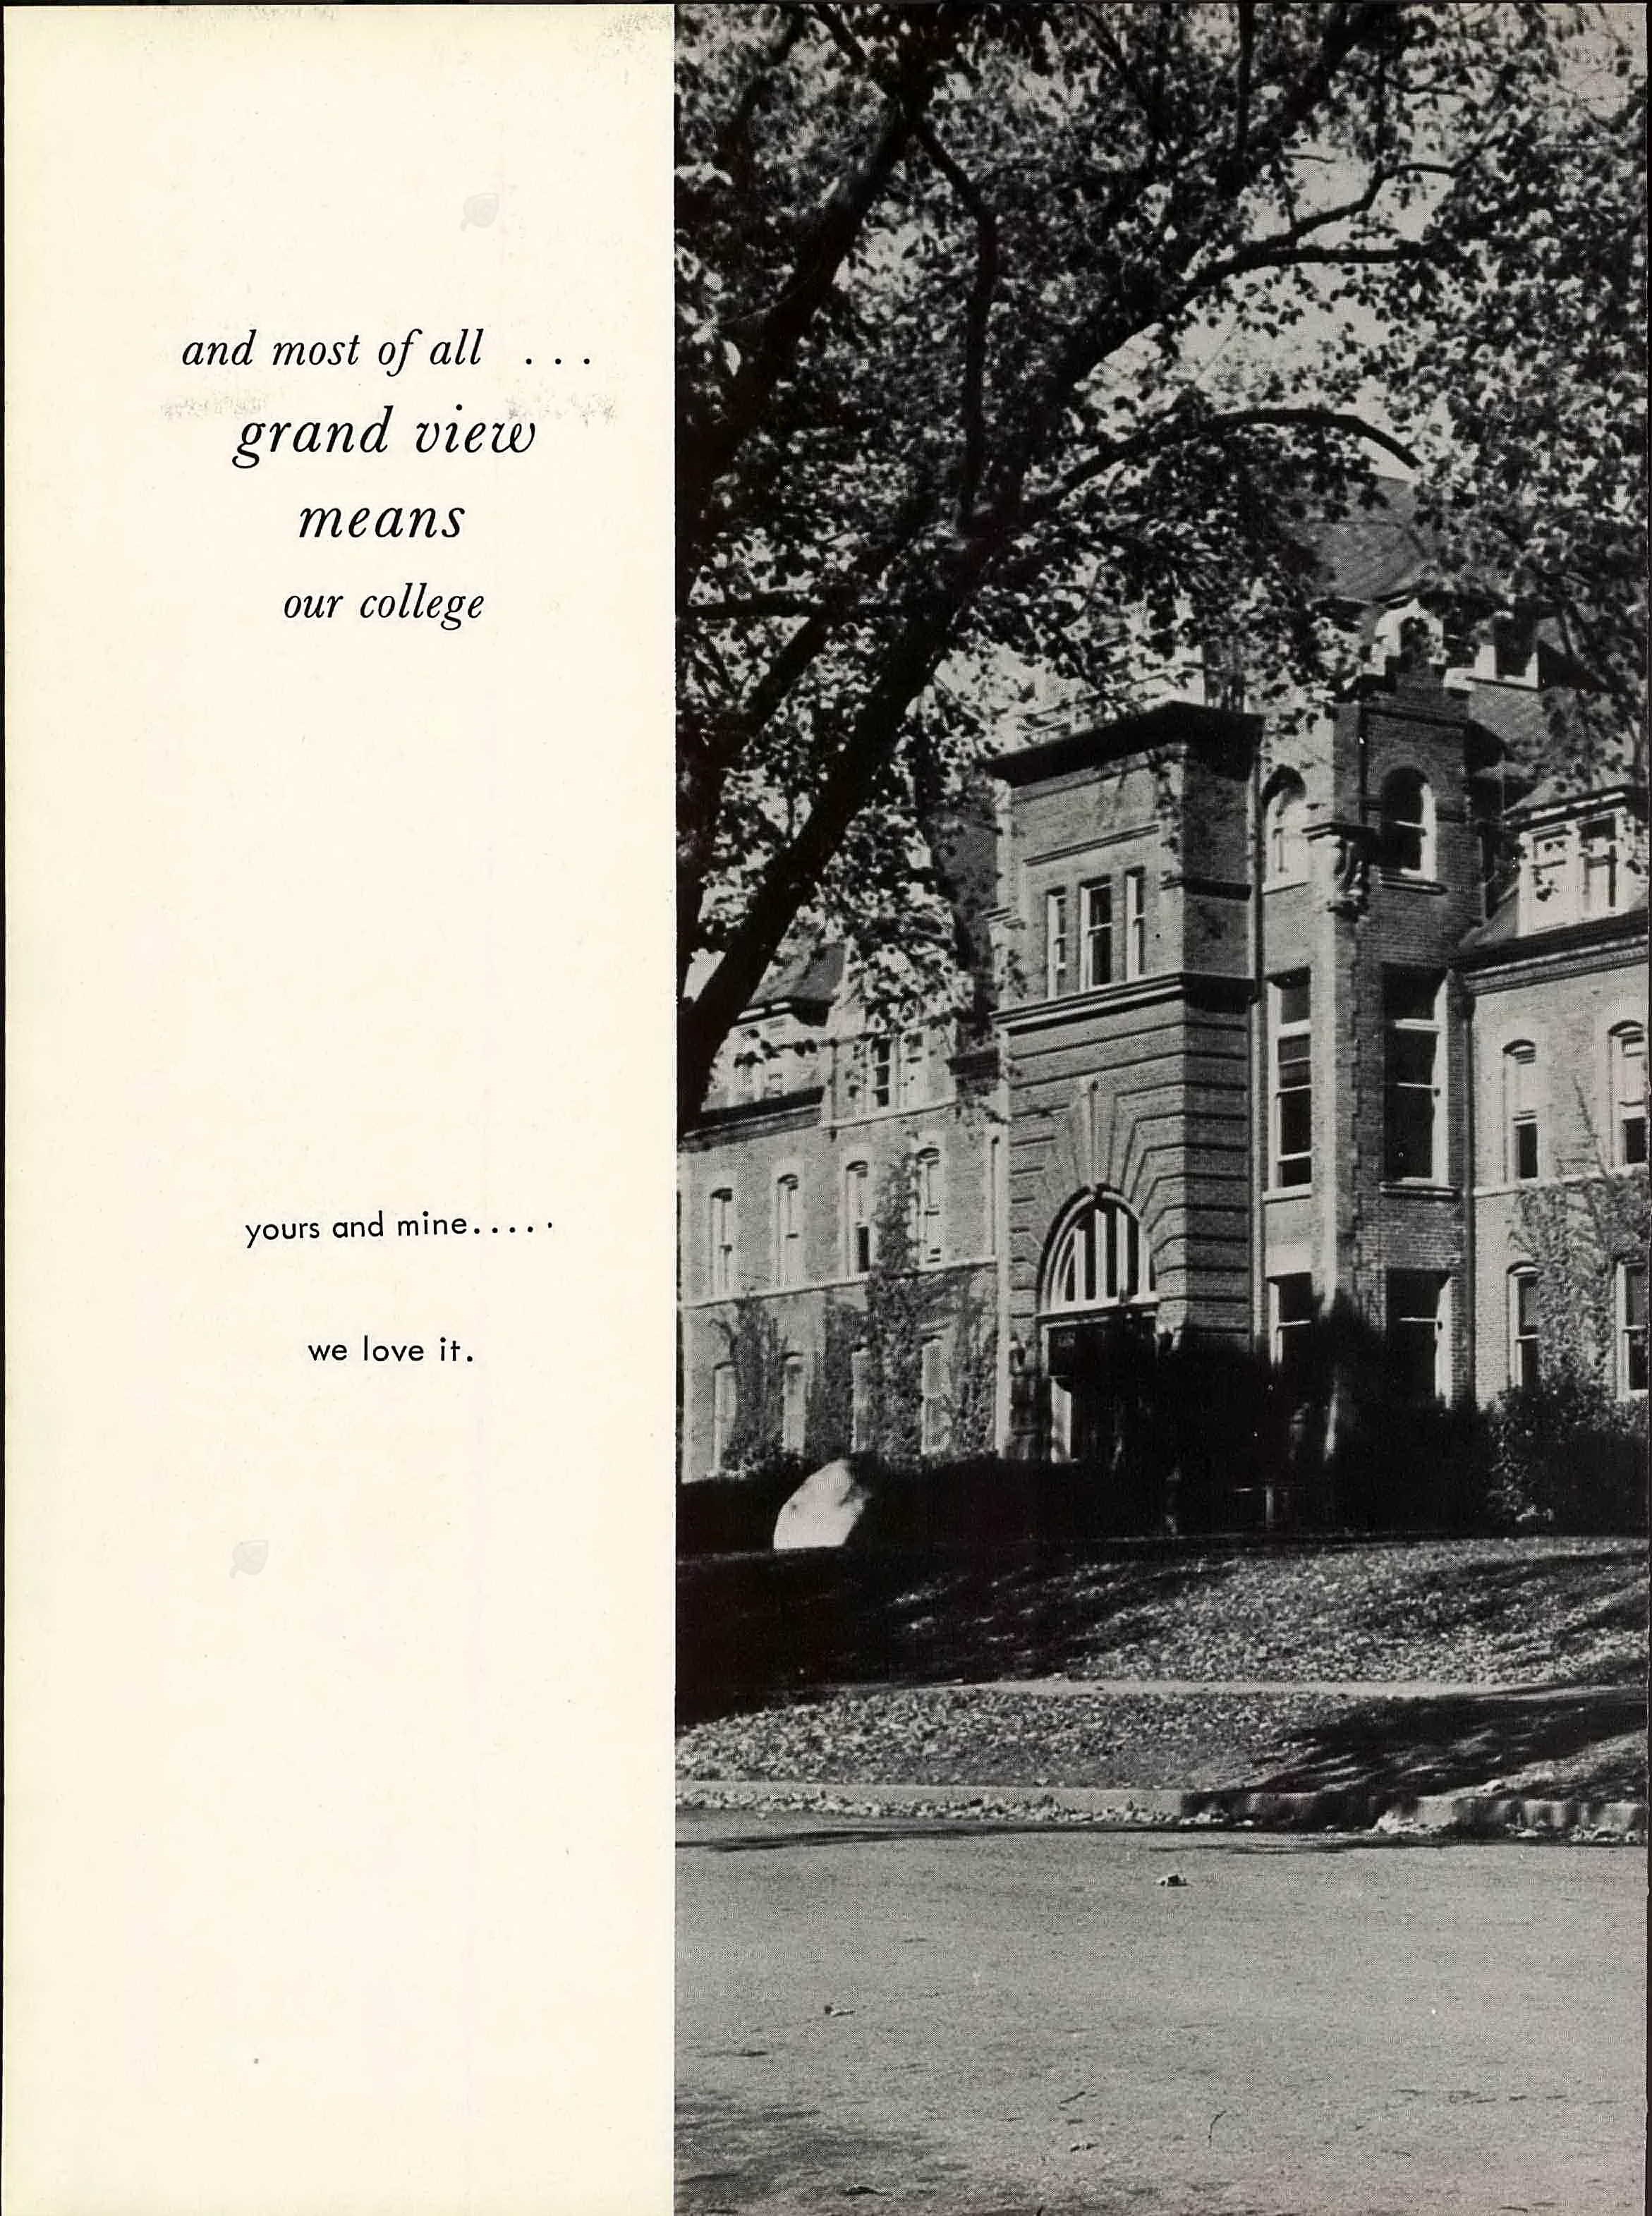 and most of all ...
grand view
means
our college
yours and mine.....
we love it.